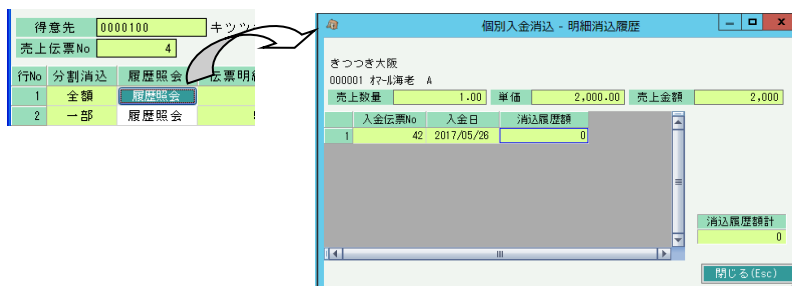 得意先 0000100 キツツ
売上伝票No 4
行No 分割消込 履歴照会 伝票明細
1 全額 履歴照会
2 一部 履歴照会
個別入金消込 - 明細消込履歴
きつつき大阪
000001 ｵﾏｰﾙ海老 A
売上数量 1.00 単価 2,000.00 売上金額 2,000
入金伝票No 入金日 消込履歴額
1 42 2017/05/26 0
消込履歴額計
0
閉じる(Esc)